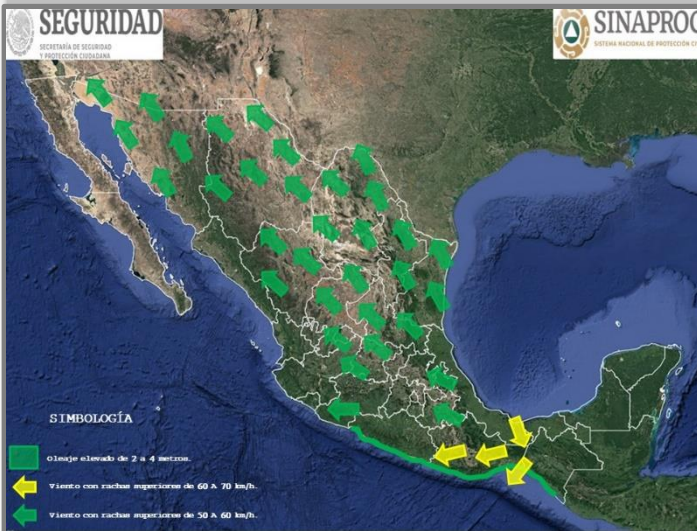 SEGURIDAD
SECRETARÍA DE SEGURIDAD
Y PROTECCIÓN CIUDADANA
SINAPROC
SISTEMA NACIONAL DE PROTECCIÓN CI
SIMBOLOGÍA
Oleaje elevado de 2 a 4 metros.
Viento con rachas superiores de 60 A 70 km/h.
Viento con rachas superiores de 50 A 60 km/h.